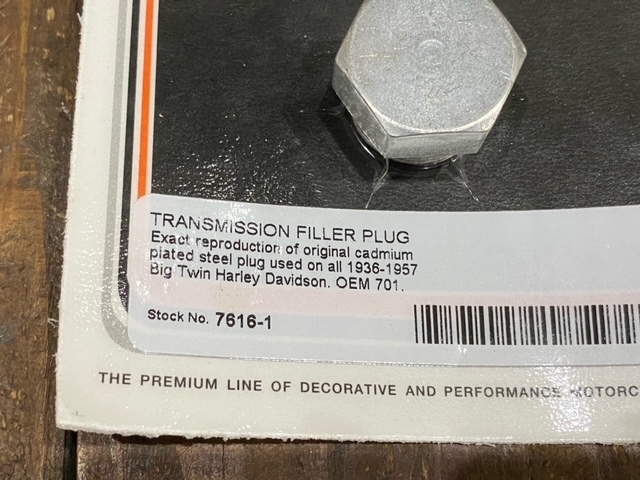 TRANSMISSION FILLER PLUG
Exact reproduction of original cadmium
plated steel plug used on all 1936-1957
Big Twin Harley Davidson. OEM 701.
Stock No. 7616-1
THE PREMIUM LINE OF DECORATIVE AND PERFORMANCE MOTORC